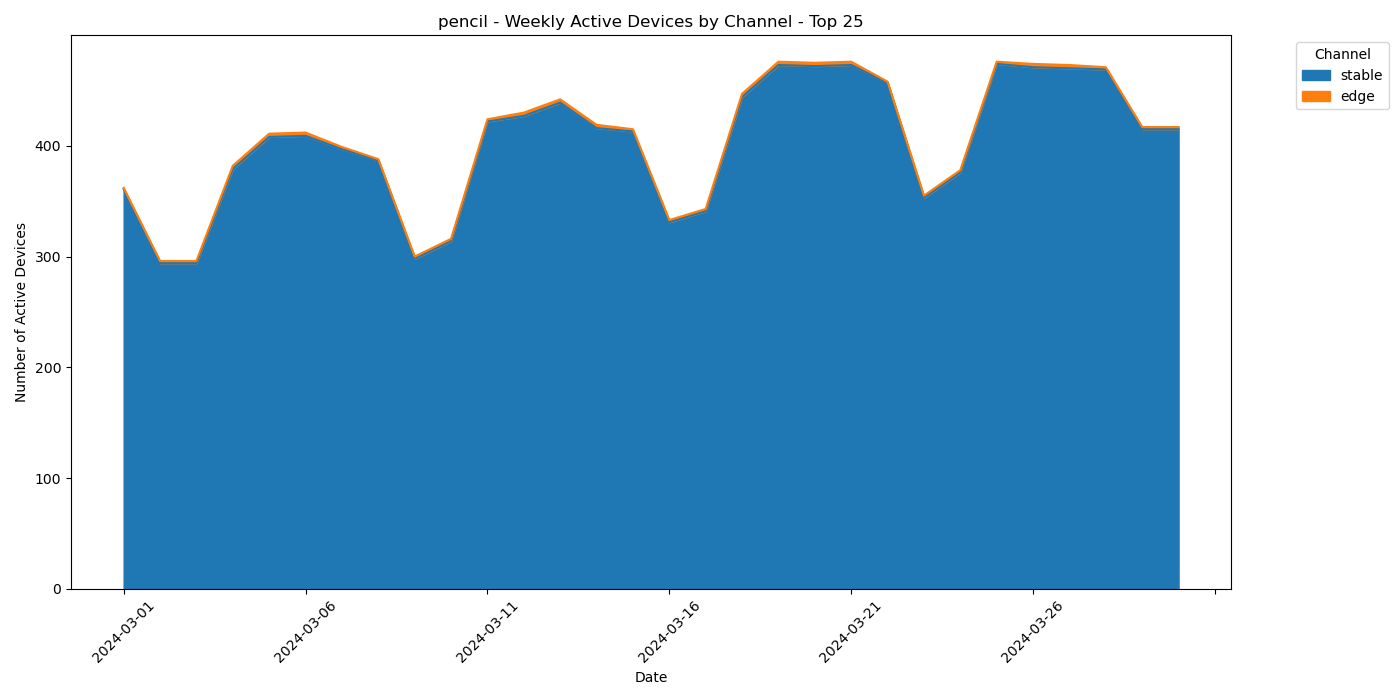 pencil - Weekly Active Devices by Channel - Top 25
Channel
stable
edge
Number of Active Devices
400
300
200
100
0
2024-03-01
2024-03-06
2024-03-11
2024-03-16
2024-03-21
2024-03-26
Date